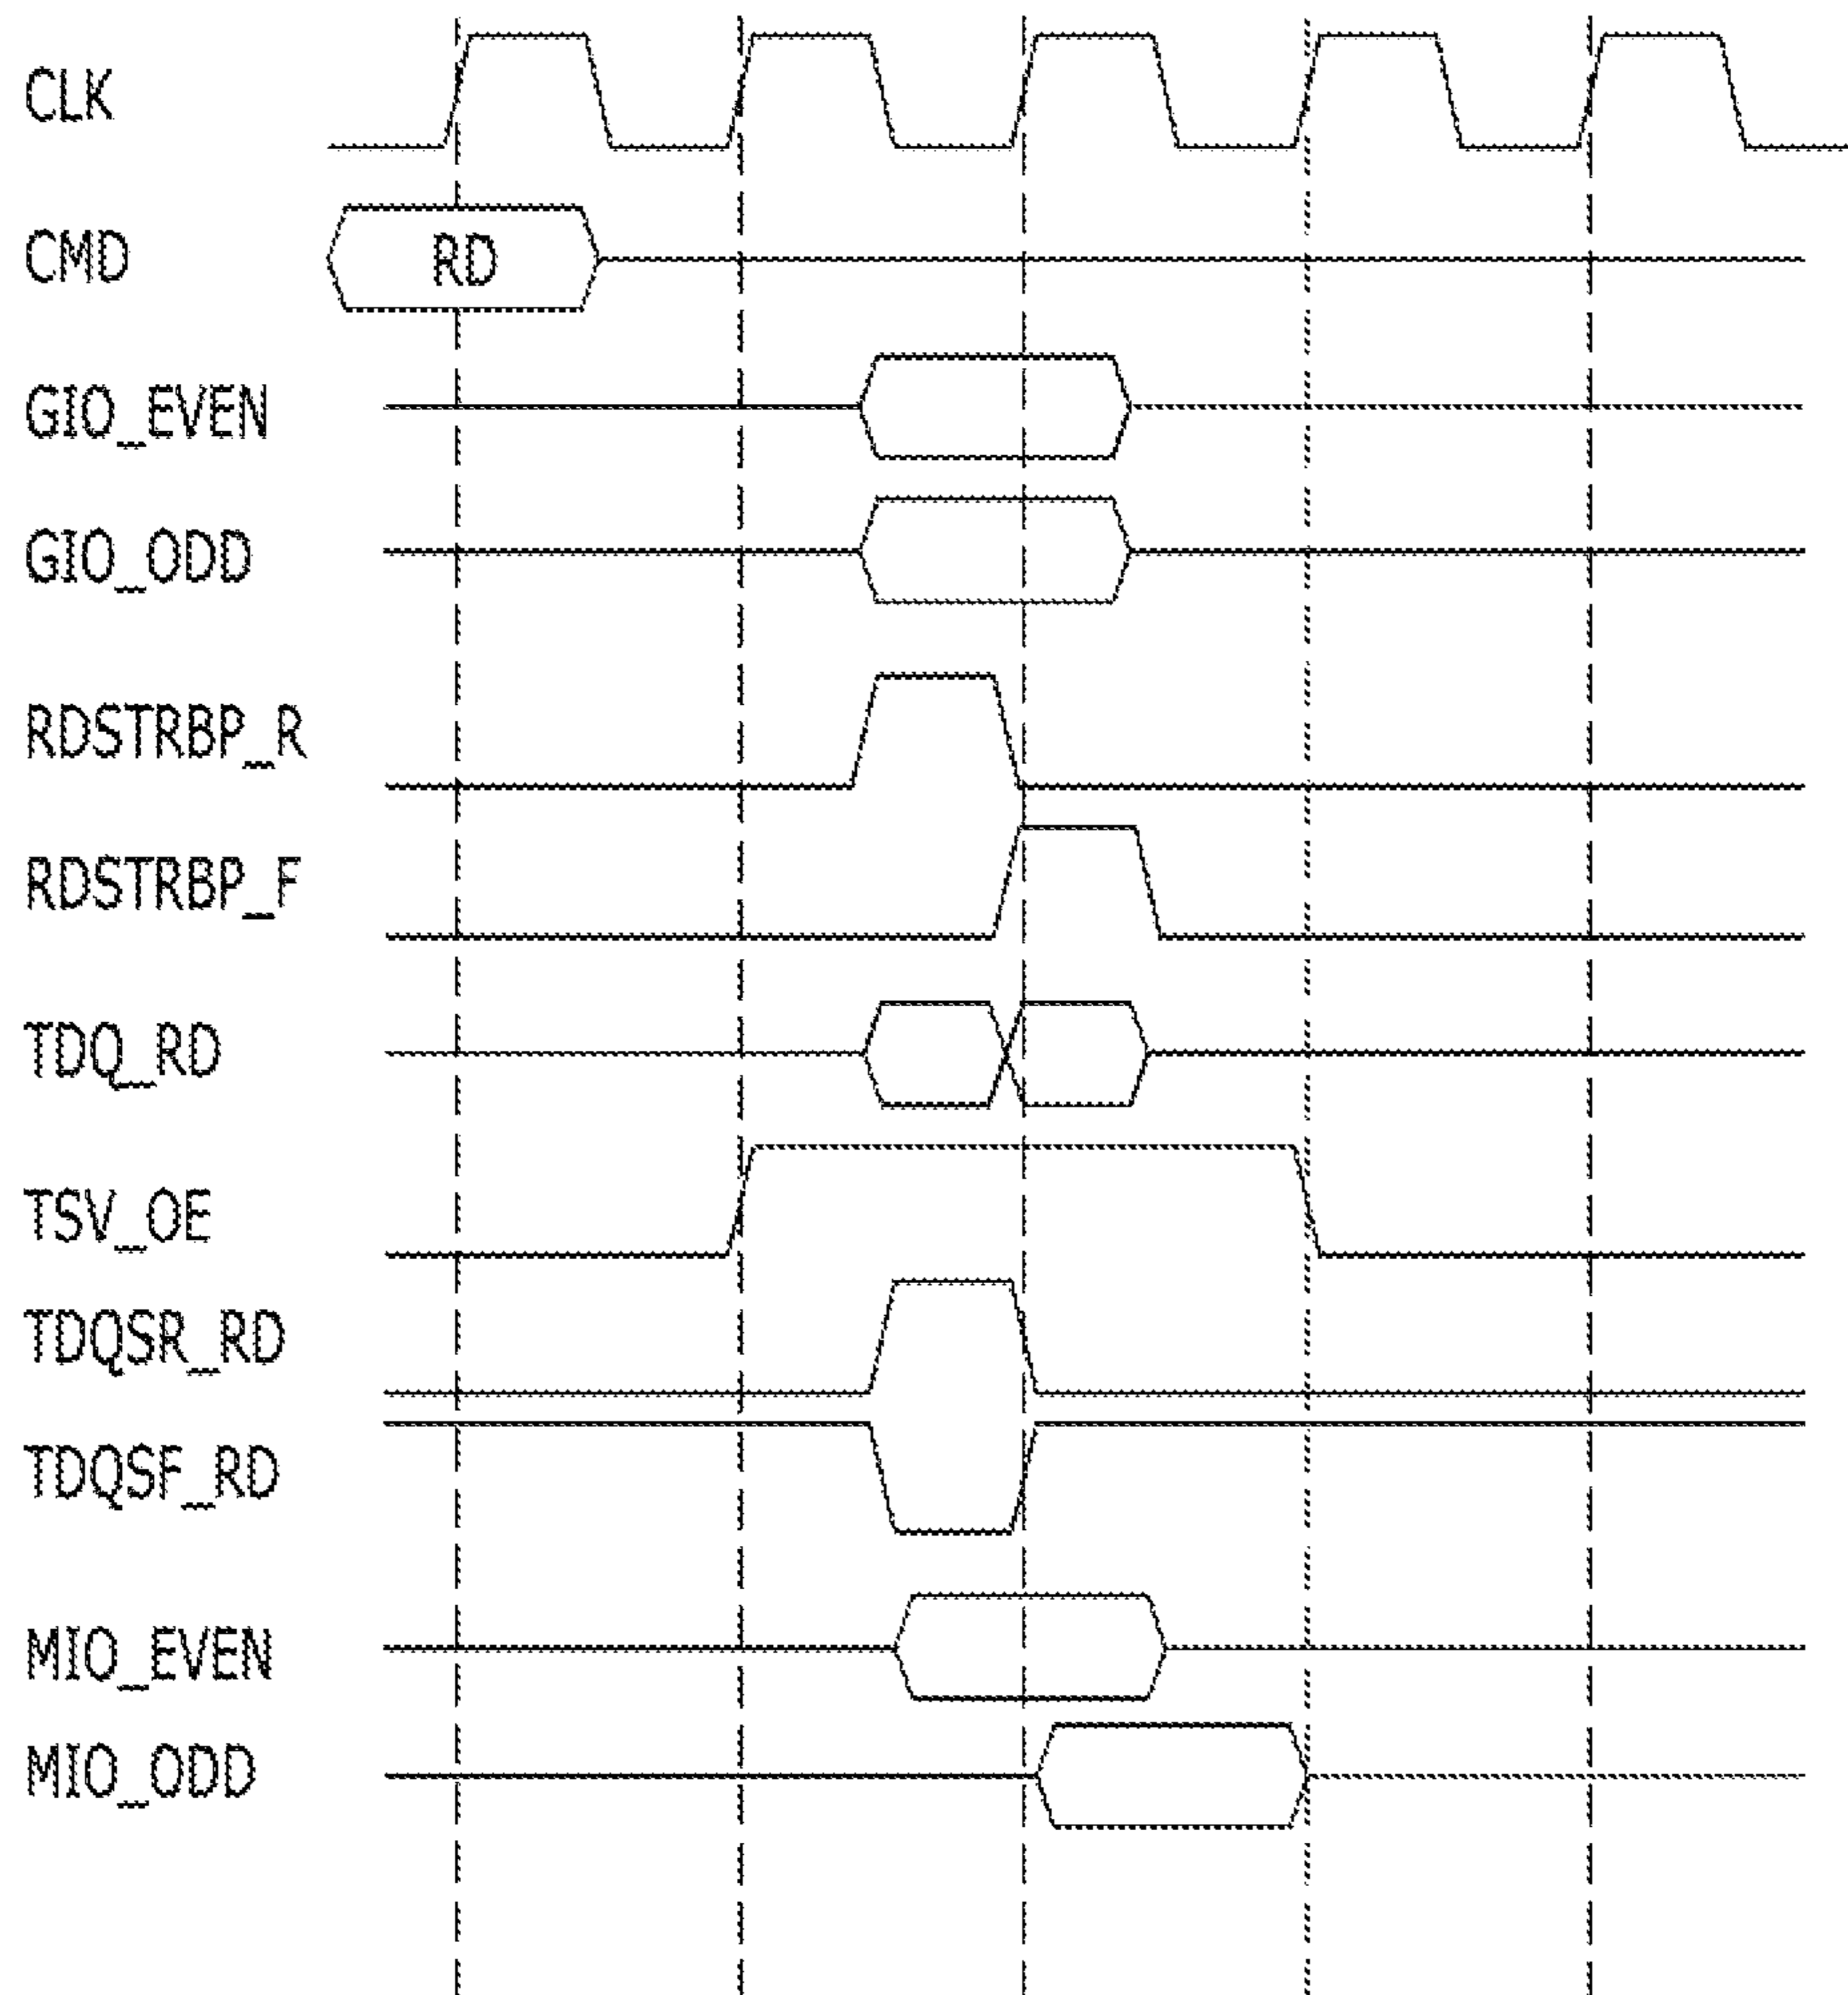 CLK
CMD
RD
GIO_EVEN
GIO_ODD
RDSTRBP_R
RDSTRBP_F
TDQ_RD
TSV_OE
TDQSR_RD
TDQSF_RD
MIO_EVEN
MIO_ODD